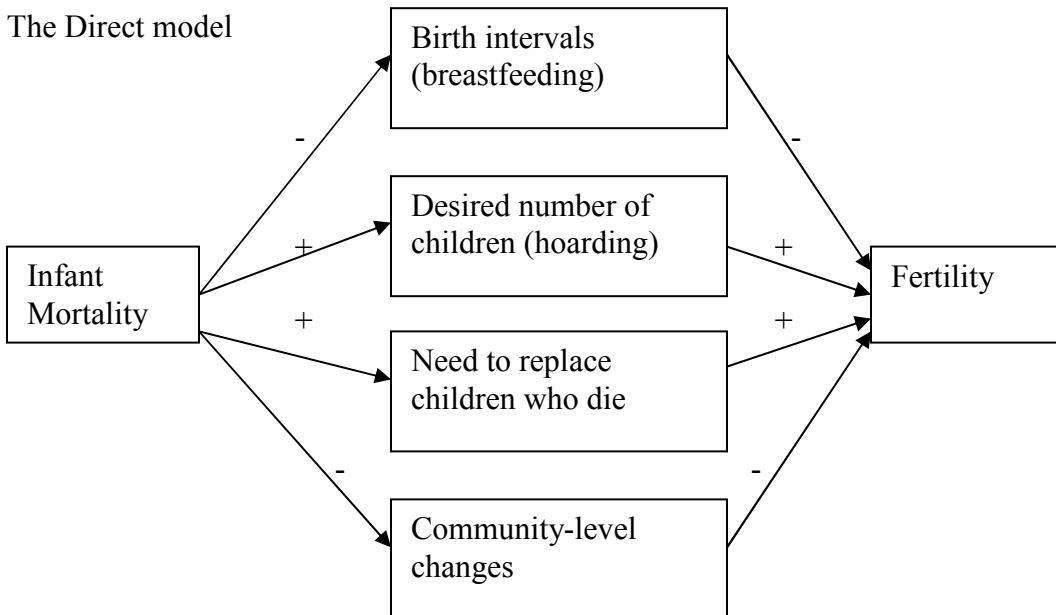 The Direct model
Birth intervals
(breastfeeding)
-
-
Desired number of
children (hoarding)
+
+
Infant
Mortality
Fertility
+
+
Need to replace
children who die
-
-
Community-level
changes